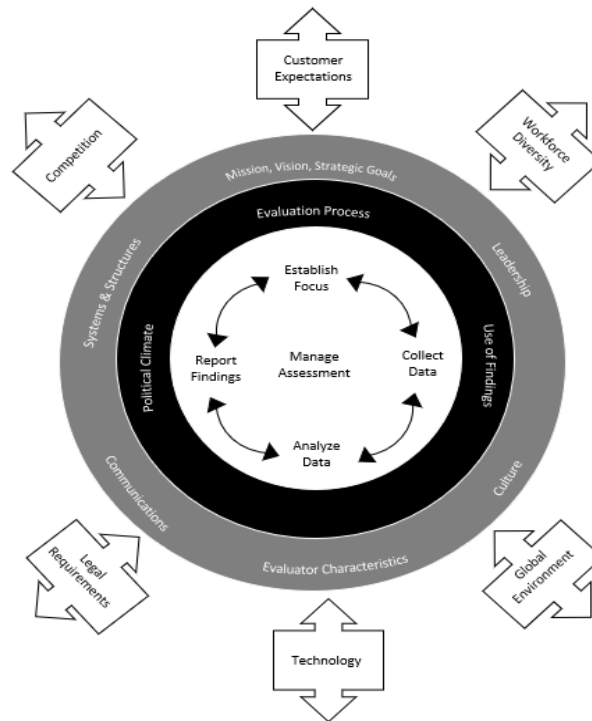 Customer
Expectations
Competition
Workforce
Diversity
Mission, Vision, Strategic Goals
Evaluation Process
Systems & Structures
Leadership
Establish
Focus
Political Climate
Report
Findings
Manage
Assessment
Collect
Data
Use of Findings
Analyze
Data
Communications
Culture
Evaluator Characteristics
Legal
Requirements
Global
Environment
Technology